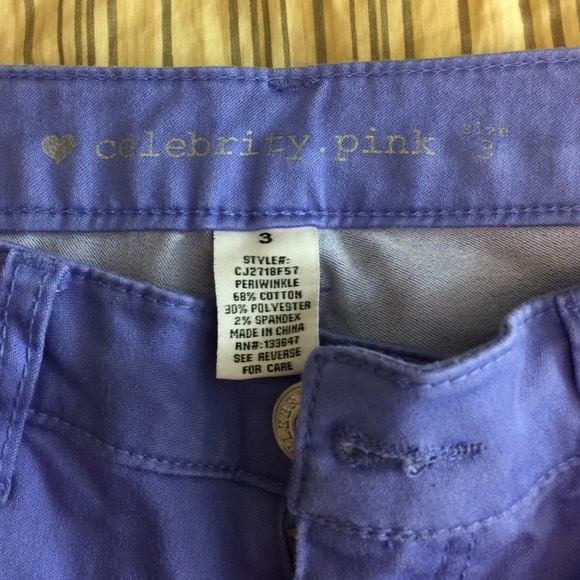 celebrity.pink size 3
3
STYLE#:
CJ2718F57
PERIWINKLE
68% COTTON
30% POLYESTER
2% SPANDEX
MADE IN CHINA
RN#:133647
SEE REVERSE
FOR CARE